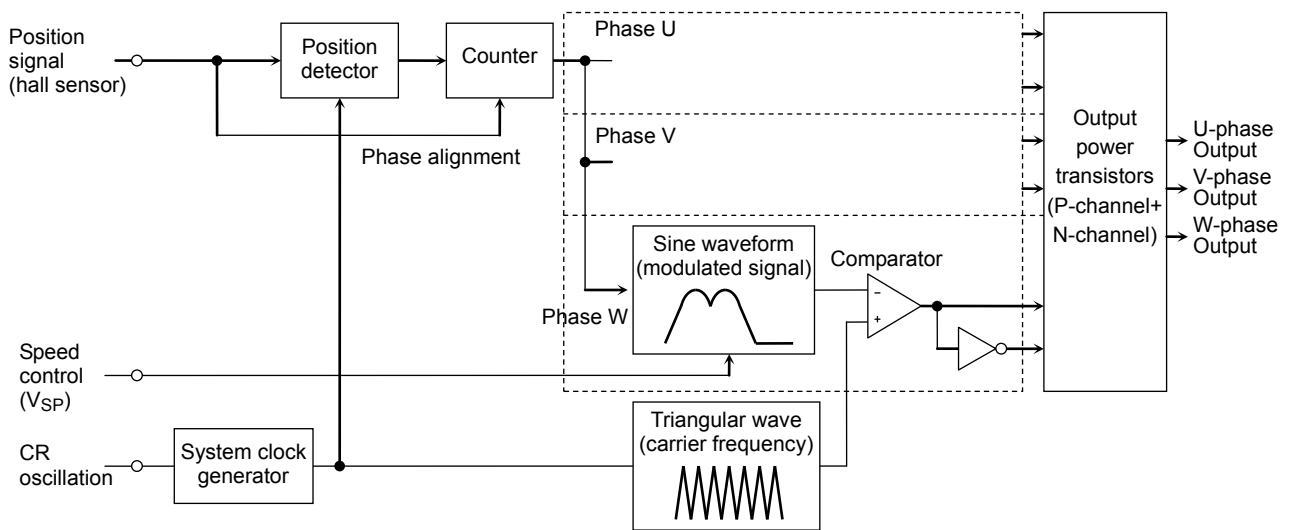 Position
signal
(hall sensor)
Position
detector
Counter
Phase alignment
Phase U
Phase V
Phase W
Sine waveform
(modulated signal)
Comparator
−
+
Output
power
transistors
(P-channel+
N-channel)
U-phase
Output
V-phase
Output
W-phase
Output
Speed
control
(VSP)
CR
oscillation
System clock
generator
Triangular wave
(carrier frequency)